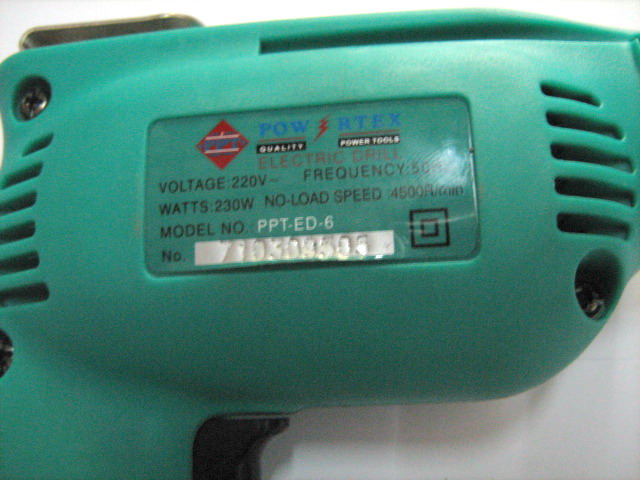 PPT
POW RTEX
QUALITY POWER TOOLS
ELECTRIC DRILL
VOLTAGE:220V~ FREQUENCY:50
WATTS:230W NO-LOAD SPEED :4500R/min
MODEL NO. PPT-ED-6
No.